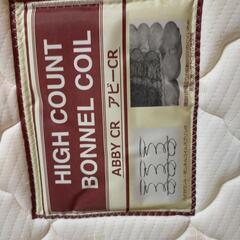 HIGH COUNT
BONNEL COIL
ABBY CR アビーCR